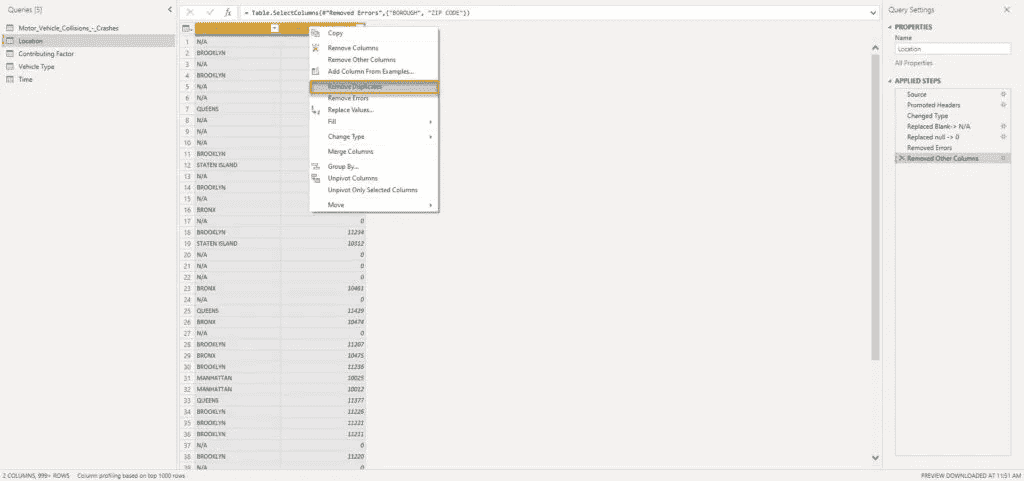 Queries [5]
Motor_Vehicle_Collisions_-_Crashes
Location
Contributing Factor
Vehicle Type
Time
= Table.SelectColumns(#"Removed Errors",{"BOROUGH", "ZIP CODE"})
1 N/A
2 BROOKLYN
3 N/A
4 BROOKLYN
5 N/A
6 N/A
7 QUEENS
8 N/A
9 N/A
10 N/A
11 BROOKLYN
12 STATEN ISLAND
13 N/A
14 BROOKLYN
15 N/A
16 BRONX
17 N/A 0
18 BROOKLYN 11234
19 STATEN ISLAND 10312
20 N/A 0
21 N/A 0
22 N/A 0
23 BRONX 10461
24 N/A 0
25 QUEENS 11429
26 BRONX 10474
27 N/A 0
28 BROOKLYN 11207
29 BRONX 10475
30 BROOKLYN 11236
31 MANHATTAN 10025
32 MANHATTAN 10012
33 QUEENS 11377
34 BROOKLYN 11226
35 BROOKLYN 11221
36 BROOKLYN 11211
37 N/A 0
38 BROOKLYN 11220
39 N/A 0
Copy
Remove Columns
Remove Other Columns
Add Column From Examples...
Remove Duplicates
Remove Errors
Replace Values...
Fill
Change Type
Merge Columns
Group By...
Unpivot Columns
Unpivot Only Selected Columns
Move
Query Settings
PROPERTIES
Name
Location
All Properties
APPLIED STEPS
Source
Promoted Headers
Changed Type
Replaced Blank-> N/A
Replaced null -> 0
Removed Errors
Removed Other Columns
2 COLUMNS, 999+ ROWS Column profiling based on top 1000 rows
PREVIEW DOWNLOADED AT 11:51 AM